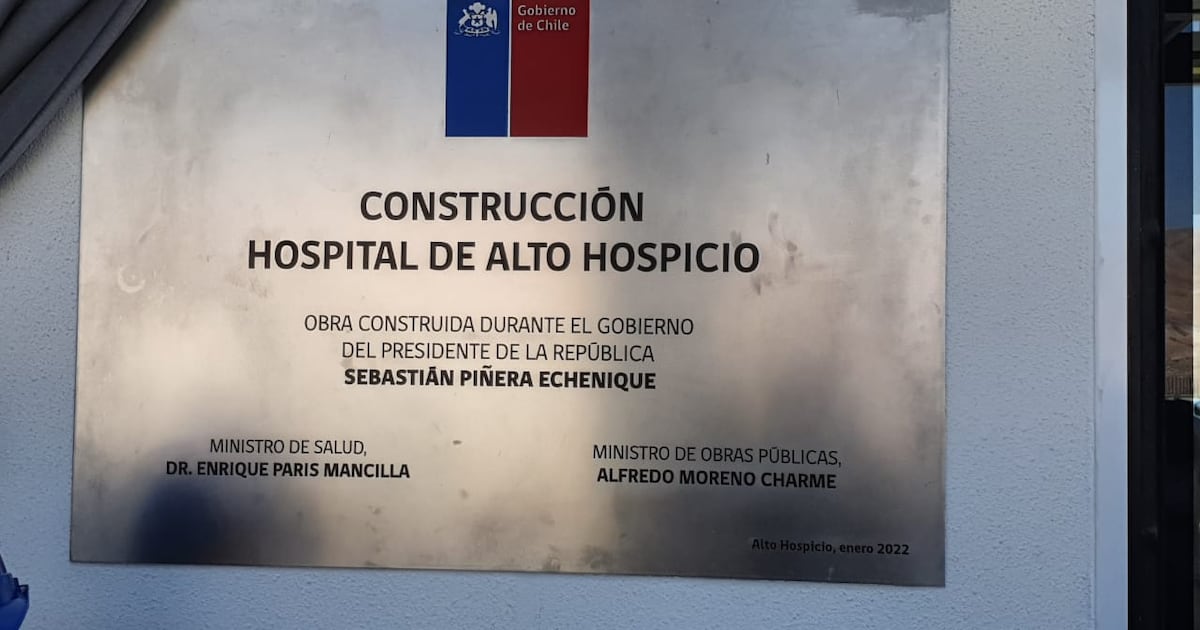 Gobierno
de Chile
CONSTRUCCIÓN
HOSPITAL DE ALTO HOSPICIO
OBRA CONSTRUIDA DURANTE EL GOBIERNO
DEL PRESIDENTE DE LA REPÚBLICA
SEBASTIÁN PIÑERA ECHENIQUE
MINISTRO DE SALUD,
DR. ENRIQUE PARIS MANCILLA
MINISTRO DE OBRAS PÚBLICAS,
ALFREDO MORENO CHARME
Alto Hospicio, enero 2022